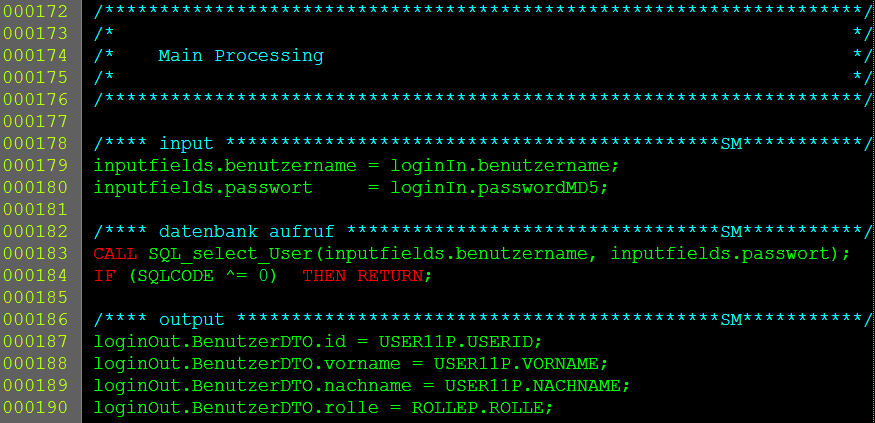 000172 /*********************************************************************/
000173 /*                                                                   */
000174 /*    Main Processing                                                */
000175 /*                                                                   */
000176 /*********************************************************************/
000177
000178 /**** input *********************************************SM***********/
000179 inputfields.benutzername = loginIn.benutzername;
000180 inputfields.passwort     = loginIn.passwordMD5;
000181
000182 /**** datenbank aufruf **********************************SM***********/
000183 CALL SQL_select_User(inputfields.benutzername, inputfields.passwort);
000184 IF (SQLCODE ^= 0)  THEN RETURN;
000185
000186 /**** output ********************************************SM***********/
000187 loginOut.BenutzerDTO.id = USER11P.USERID;
000188 loginOut.BenutzerDTO.vorname = USER11P.VORNAME;
000189 loginOut.BenutzerDTO.nachname = USER11P.NACHNAME;
000190 loginOut.BenutzerDTO.rolle = ROLLEP.ROLLE;